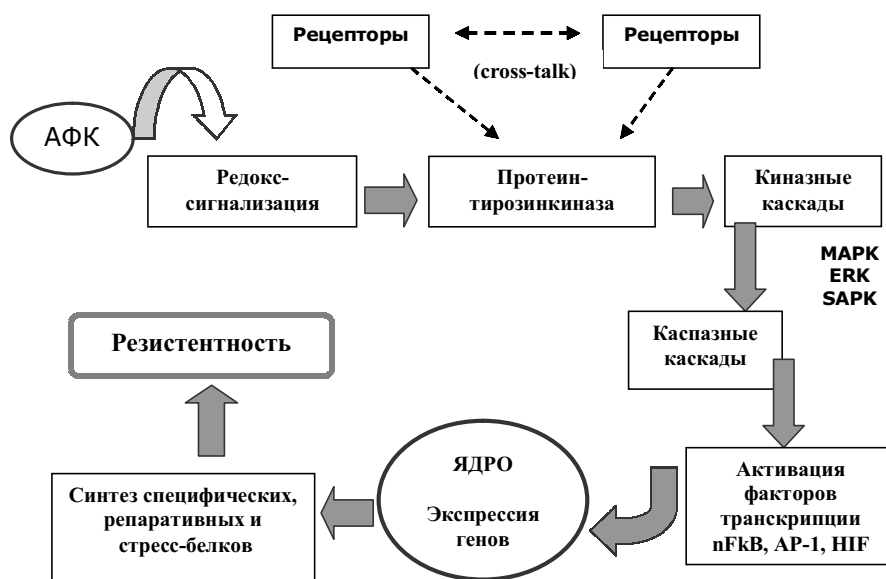 Рецепторы
Рецепторы
(cross-talk)
АФК
Редокс-
сигнализация
Протеин-
тирозинкиназа
Киназные
каскады
MAPK
ERK
SAPK
Каспазные
каскады
Резистентность
Активация
факторов
транскрипции
nFkB, AP-1, HIF
ЯДРО
Экспрессия
генов
Синтез специфических,
репаративных и
стресс-белков